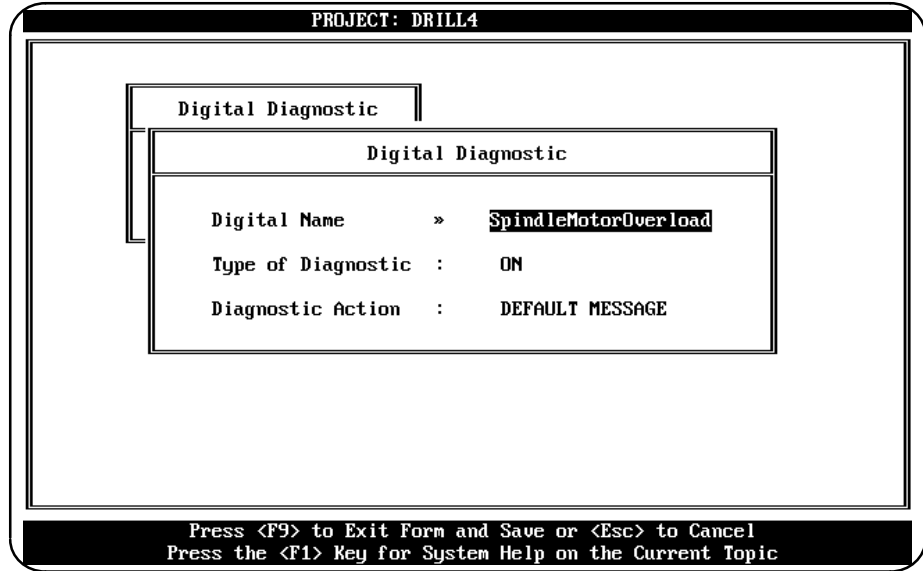 PROJECT: DRILL4
Digital Diagnostic
Digital Diagnostic
Digital Name » SpindleMotorOverload
Type of Diagnostic : ON
Diagnostic Action : DEFAULT MESSAGE
Press <F9> to Exit Form and Save or <Esc> to Cancel
Press the <F1> Key for System Help on the Current Topic